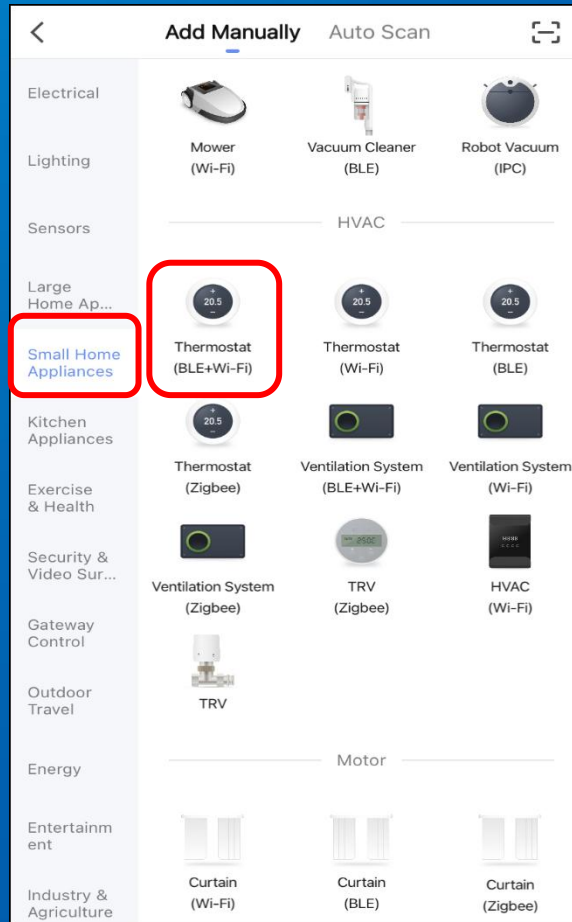 Add Manually
Auto Scan
Electrical
Lighting
Sensors
Large
Home Ap...
Small Home
Appliances
Kitchen
Appliances
Exercise
& Health
Security &
Video Sur...
Gateway
Control
Outdoor
Travel
Energy
Entertainm
ent
Industry &
Agriculture
Mower
(Wi-Fi)
Vacuum Cleaner
(BLE)
Robot Vacuum
(IPC)
HVAC
20.5
Thermostat
(BLE+Wi-Fi)
20.5
Thermostat
(Wi-Fi)
20.5
Thermostat
(BLE)
20.5
Thermostat
(Zigbee)
Ventilation System
(BLE+Wi-Fi)
Ventilation System
(Wi-Fi)
Ventilation System
(Zigbee)
TRV
(Zigbee)
HVAC
(Wi-Fi)
TRV
Motor
Curtain
(Wi-Fi)
Curtain
(BLE)
Curtain
(Zigbee)